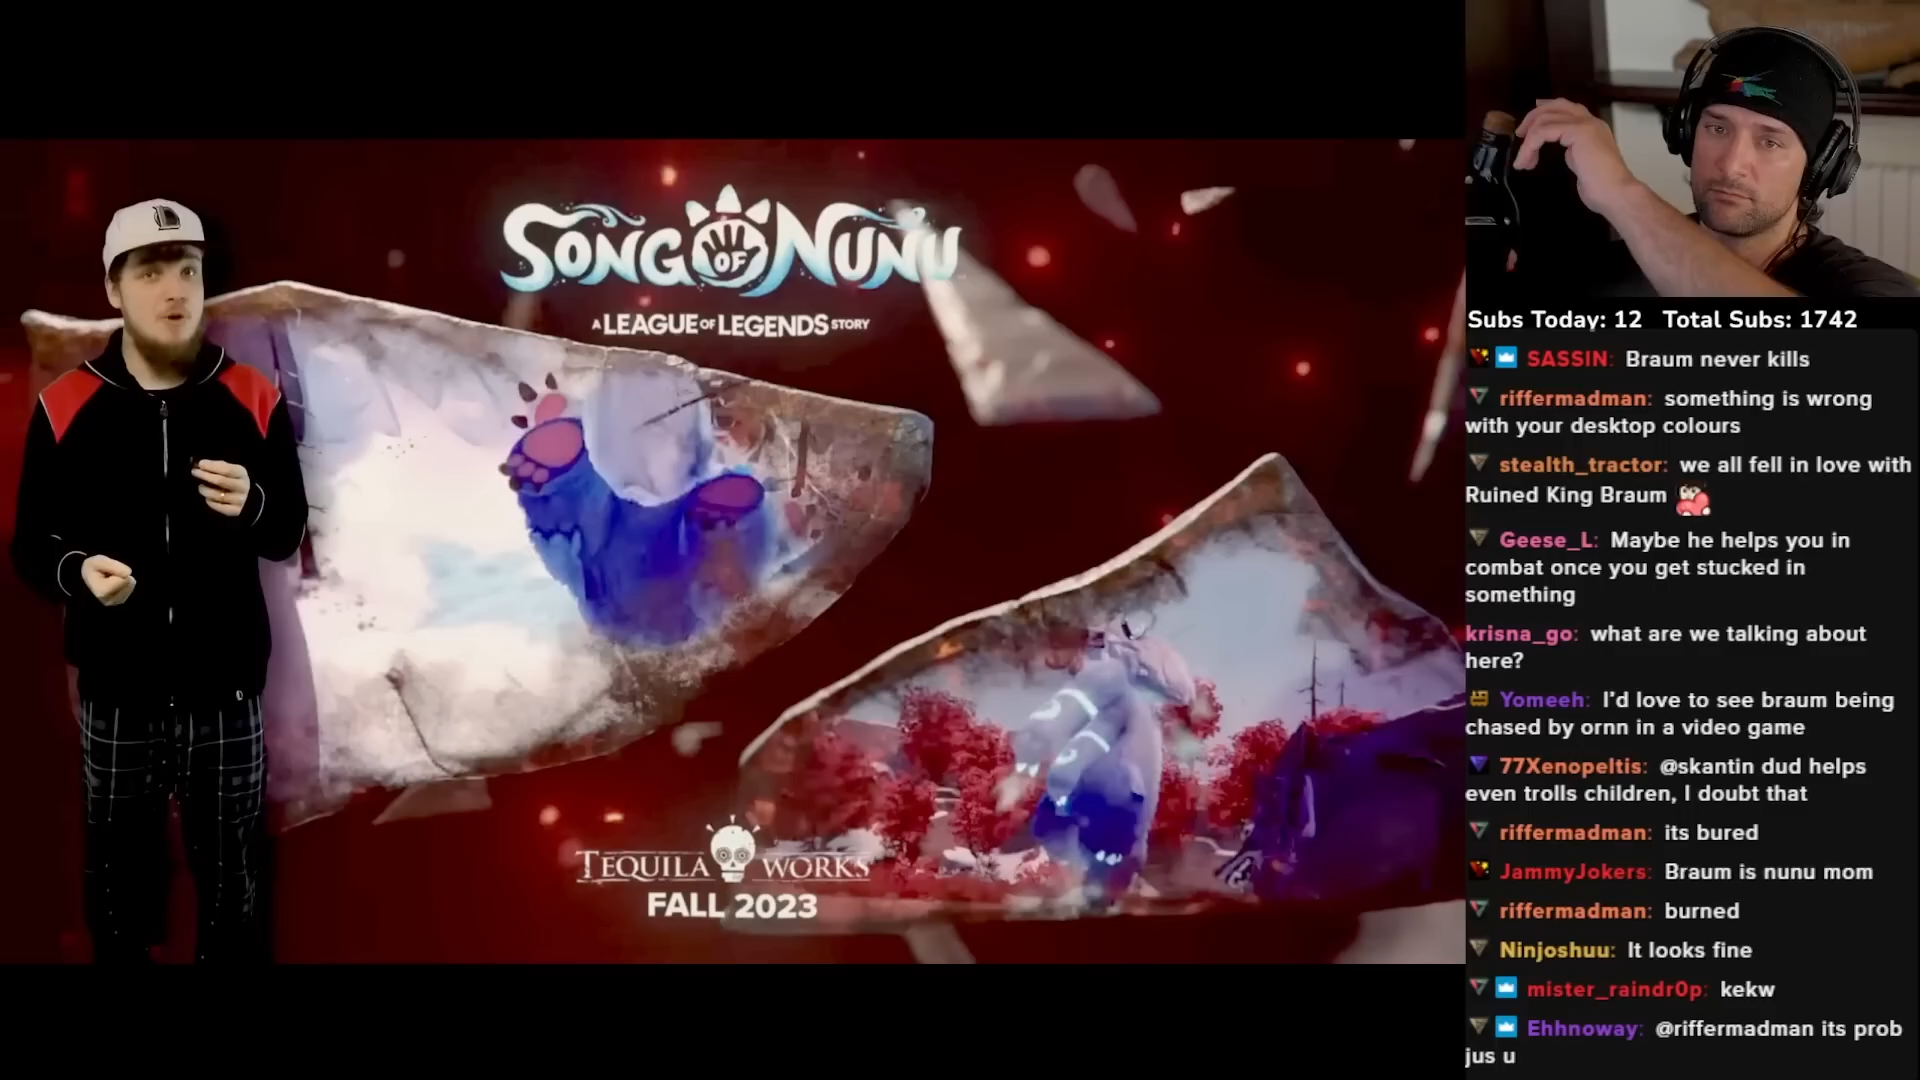 SONG OF NUNU
A LEAGUE OF LEGENDS STORY
TEQUILA WORKS
FALL 2023
Subs Today: 12 Total Subs: 1742
SASSIN: Braum never kills
riffermadman: something is wrong
with your desktop colours
stealth_tractor: we all fell in love with
Ruined King Braum
Geese_L: Maybe he helps you in
combat once you get stucked in
something
krisna_go: what are we talking about
here?
Yomeeh: I'd love to see braum being
chased by ornn in a video game
77Xenopeltis: @skantin dud helps
even trolls children, I doubt that
riffermadman: its bured
JammyJokers: Braum is nunu mom
riffermadman: burned
Ninjoshuu: It looks fine
mister_raindr0p: kekw
Ehhnoway: @riffermadman its prob
jus u